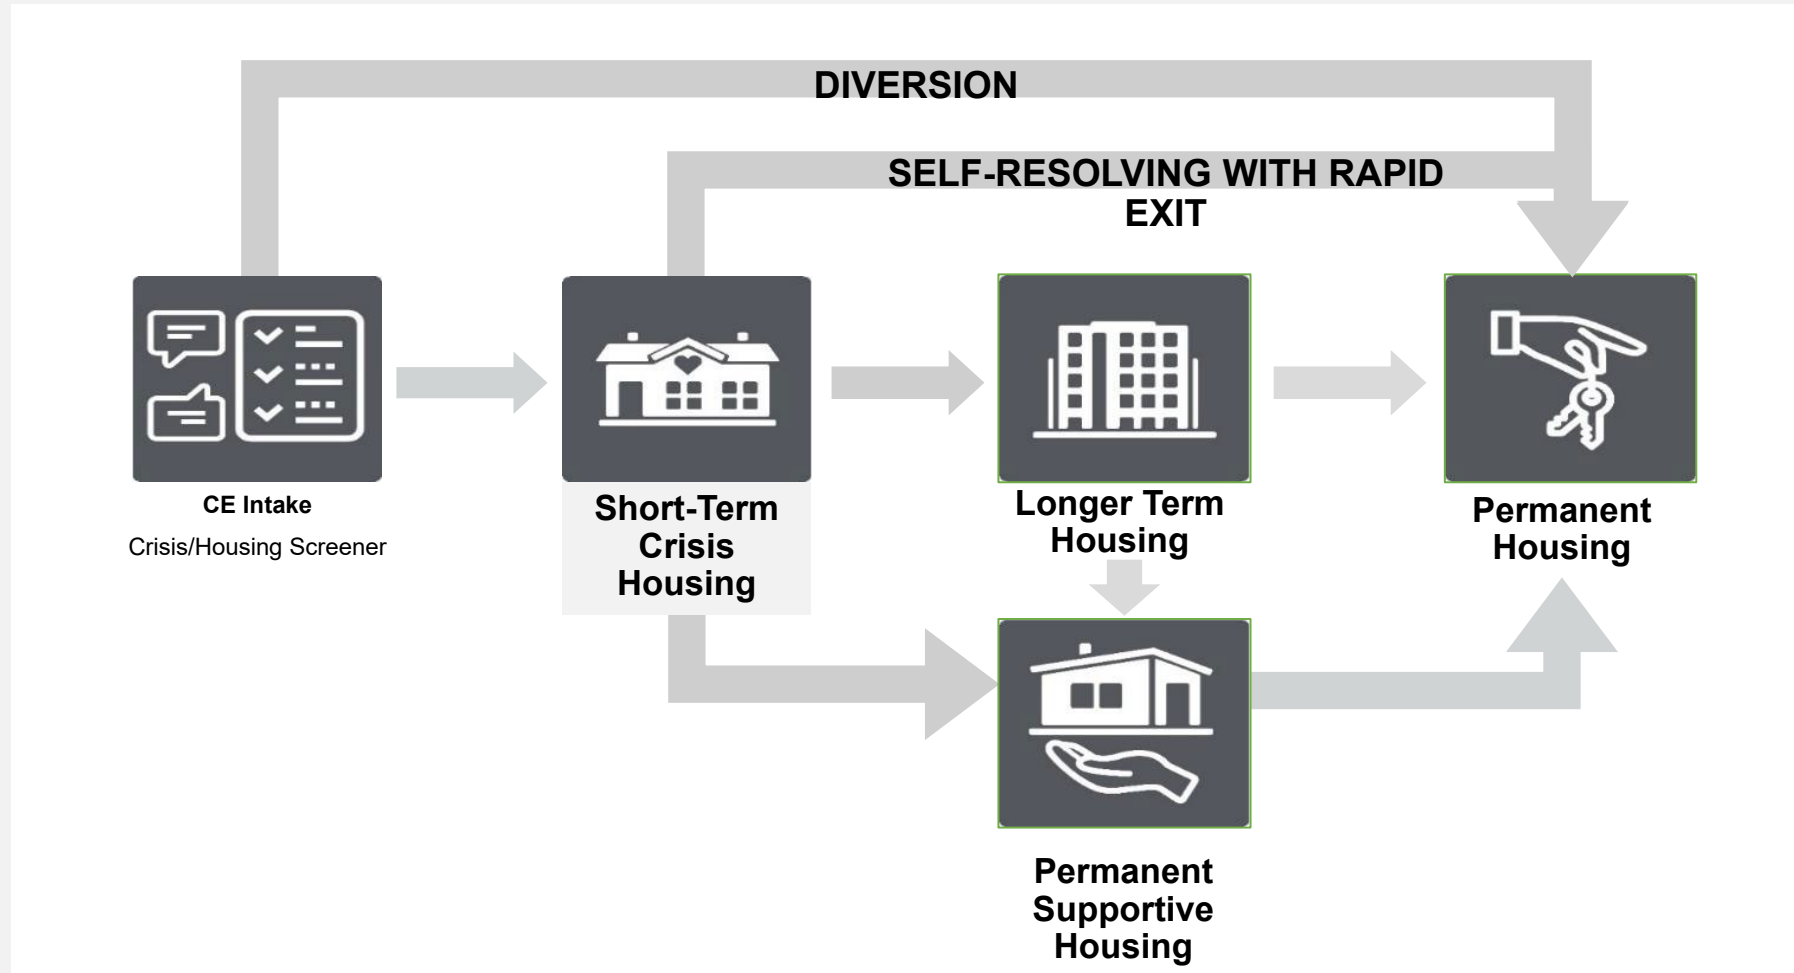 DIVERSION
SELF-RESOLVING WITH RAPID
EXIT
CE Intake
Crisis/Housing Screener
Short-Term
Crisis
Housing
Longer Term
Housing
Permanent
Housing
Permanent
Supportive
Housing